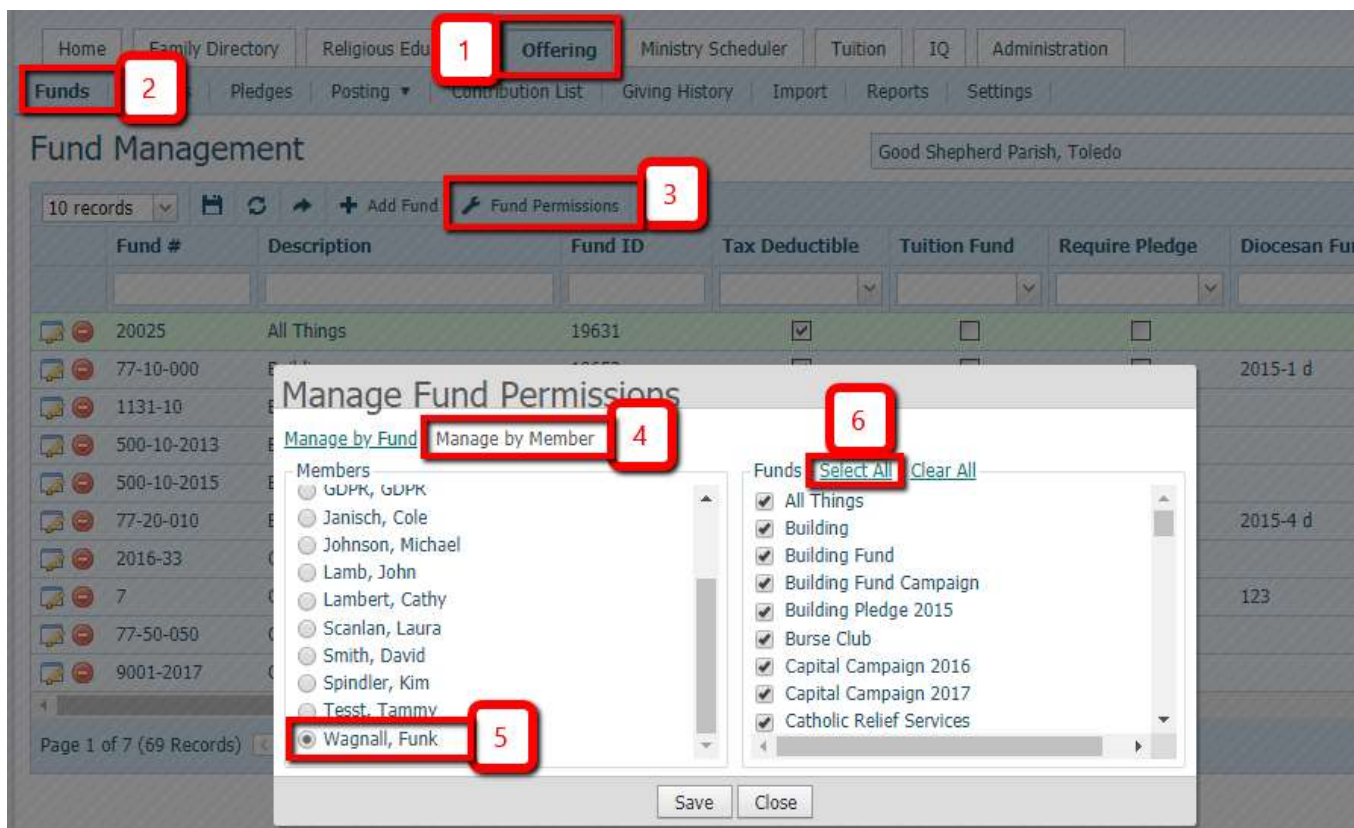 Home Family Directory Religious Edu 1 Offering Ministry Scheduler Tuition IQ Administration
Funds 2 Pledges Posting Contribution List Giving History Import Reports Settings
Fund Management Good Shepherd Parish, Toledo
10 records Add Fund Fund Permissions 3
Fund # Description Fund ID Tax Deductible Tuition Fund Require Pledge Diocesan Fu
20025 All Things 19631
77-10-000 2015-1 d
Manage Fund Permissions
1131-10
6
Manage by Fund Manage by Member 4
500-10-2013
Members Funds Select All Clear All
GDPR, GDPR All Things
500-10-2015
Janisch, Cole Building
77-20-010 2015-4 d
Johnson, Michael Building Fund
2016-33
Lamb, John Building Fund Campaign
7 123
Lambert, Cathy Building Pledge 2015
77-50-050
Scanlan, Laura Burse Club
Smith, David Capital Campaign 2016
9001-2017
Spindler, Kim Capital Campaign 2017
Tesst, Tammy Catholic Relief Services
Wagnall, Funk 5
Page 1 of 7 (69 Records)
Save Close